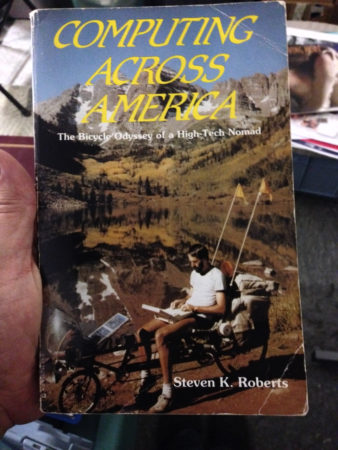 COMPUTING
ACROSS
AMERICA
The Bicycle Odyssey of a High-Tech Nomad
Steven K. Roberts